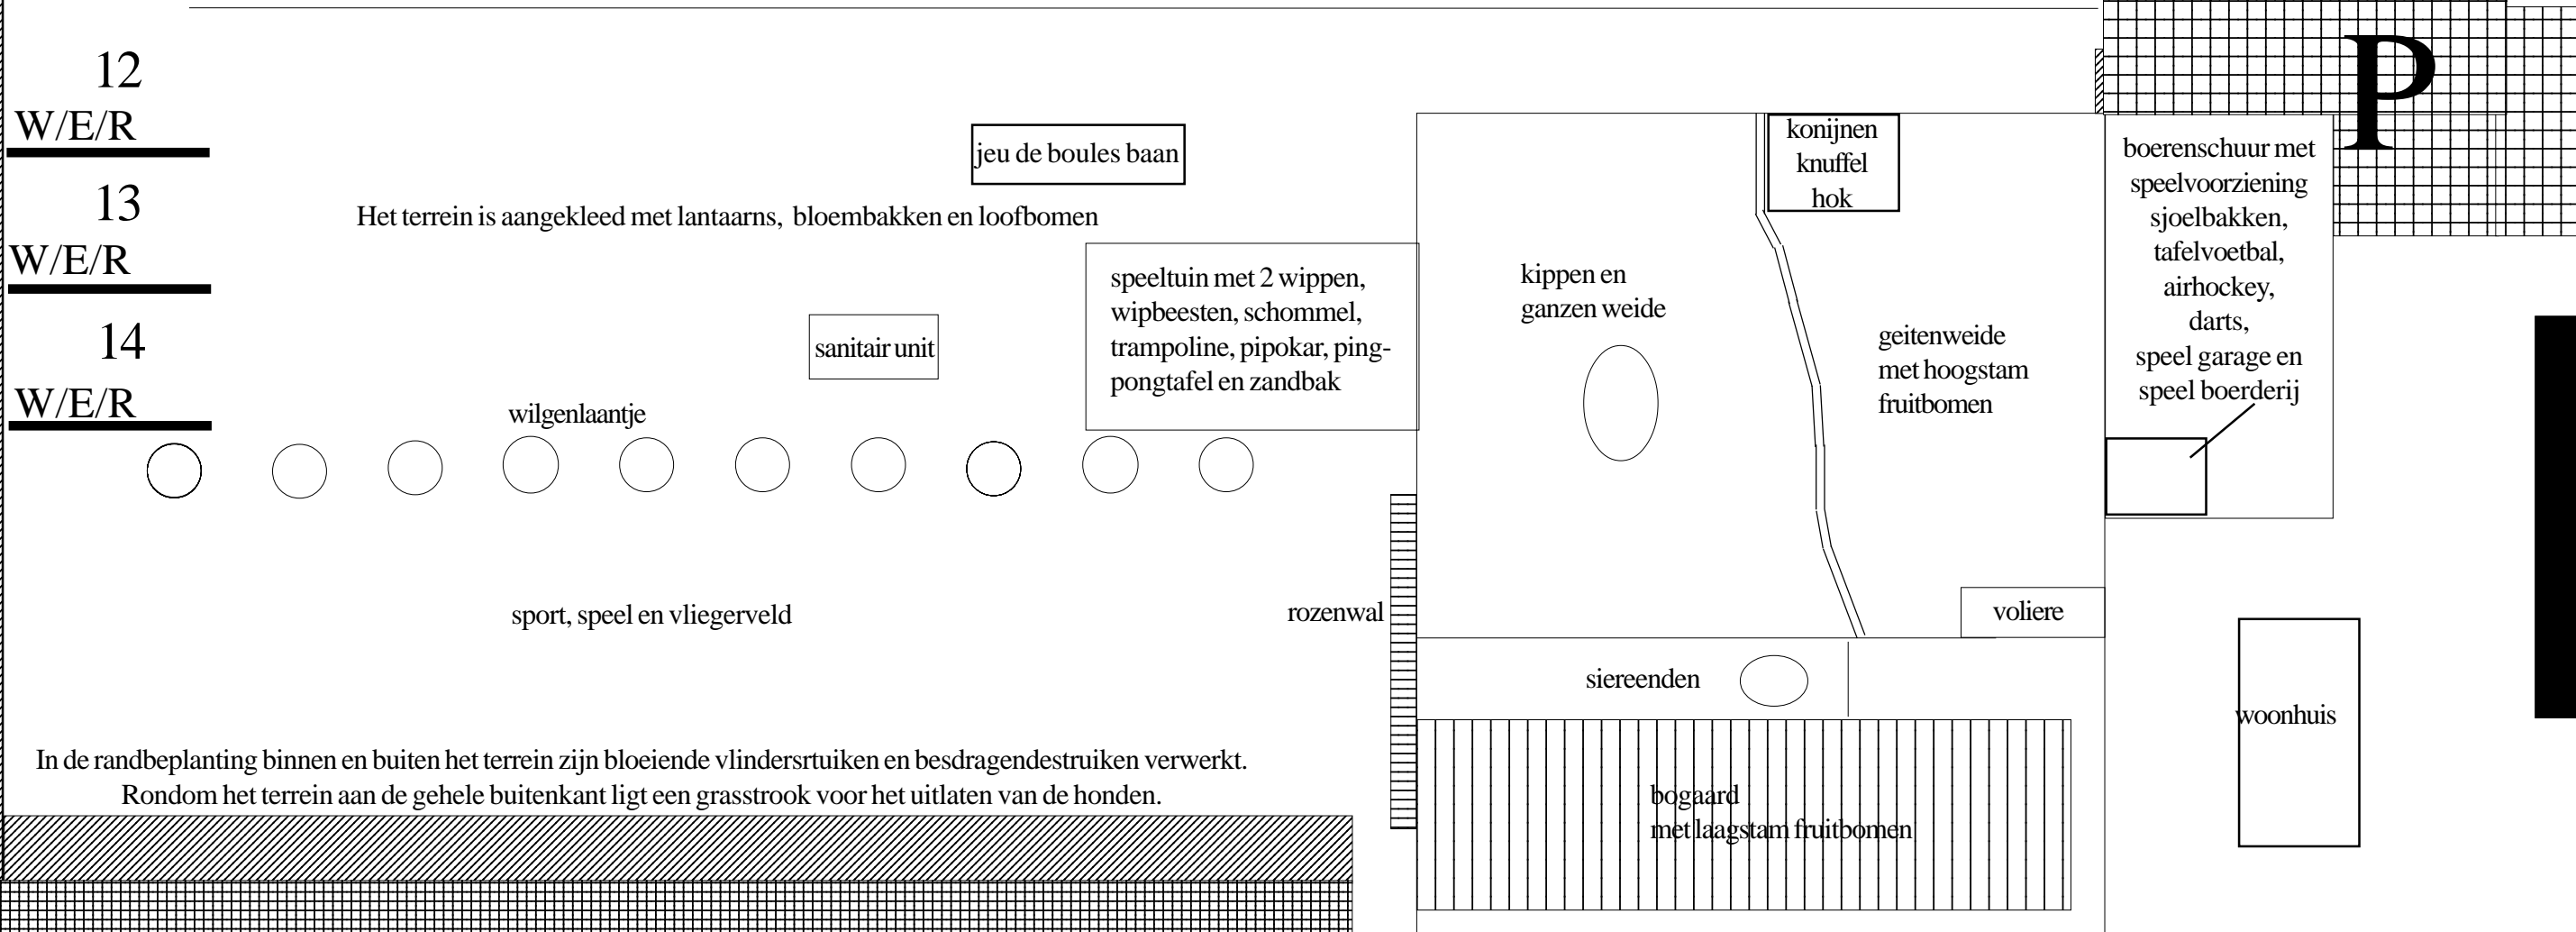 12
W/E/R
13
W/E/R
14
W/E/R
jeu de boules baan
Het terrein is aangekleed met lantaarns, bloembakken en loofbomen
sanitair unit
speeltuin met 2 wippen,
wipbeesten, schommel,
trampoline, pipokar, ping-
pongtafel en zandbak
wilgenlaantje
sport, speel en vliegerveld
rozenwal
In de randbeplanting binnen en buiten het terrein zijn bloeiende vlindersrtuiken en besdragendestruiken verwerkt.
Rondom het terrein aan de gehele buitenkant ligt een grasstrook voor het uitlaten van de honden.
kippen en
ganzen weide
konijnen
knuffel
hok
geitenweide
met hoogstam
fruitbomen
voliere
siereenden
bogaard
met laagstam fruitbomen
P
boerenschuur met
speelvoorziening
sjoelbakken,
tafelvoetbal,
airhockey,
darts,
speel garage en
speel boerderij
woonhuis